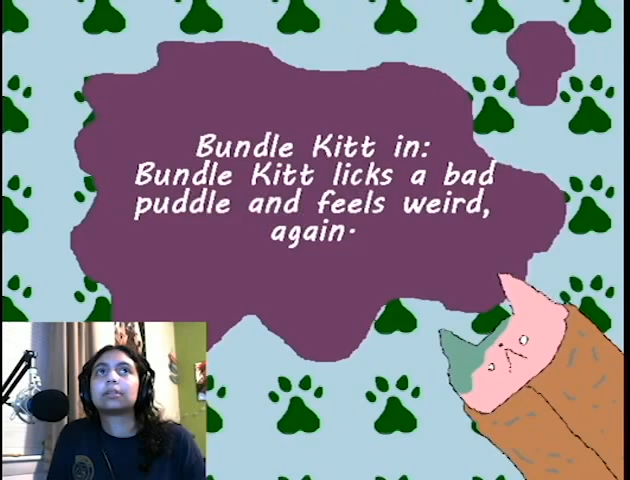 Bundle Kitt in:
Bundle Kitt licks a bad
puddle and feels weird,
again.